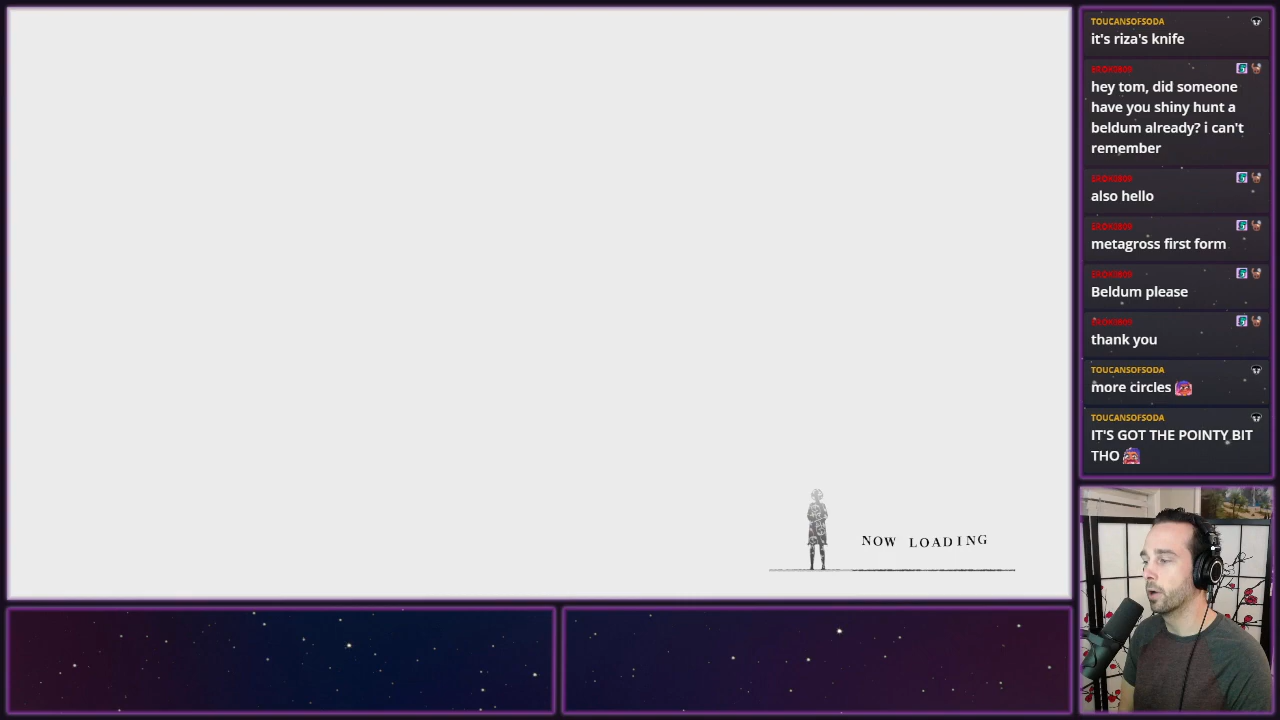 NOW LOADING
TOUCANSOFSODA
it's riza's knife
hey tom, did someone
have you shiny hunt a
beldum already? i can't
remember
also hello
metagross first form
Beldum please
thank you
TOUCANSOFSODA
more circles
TOUCANSOFSODA
IT'S GOT THE POINTY BIT
THO